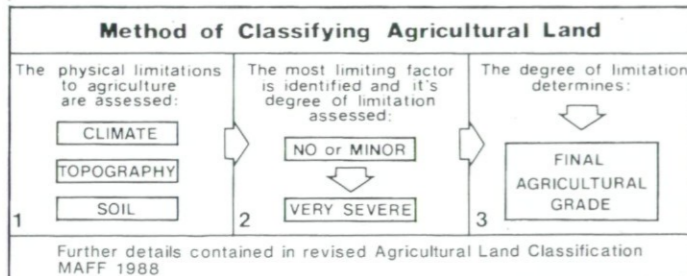 Method of Classifying Agricultural Land
The physical limitations
to agriculture
are assessed:
CLIMATE
TOPOGRAPHY
SOIL
1
The most limiting factor
is identified and it's
degree of limitation
assessed:
NO or MINOR
VERY SEVERE
2
The degree of limitation
determines:
FINAL
AGRICULTURAL
GRADE
3
Further details contained in revised Agricultural Land Classification
MAFF 1988